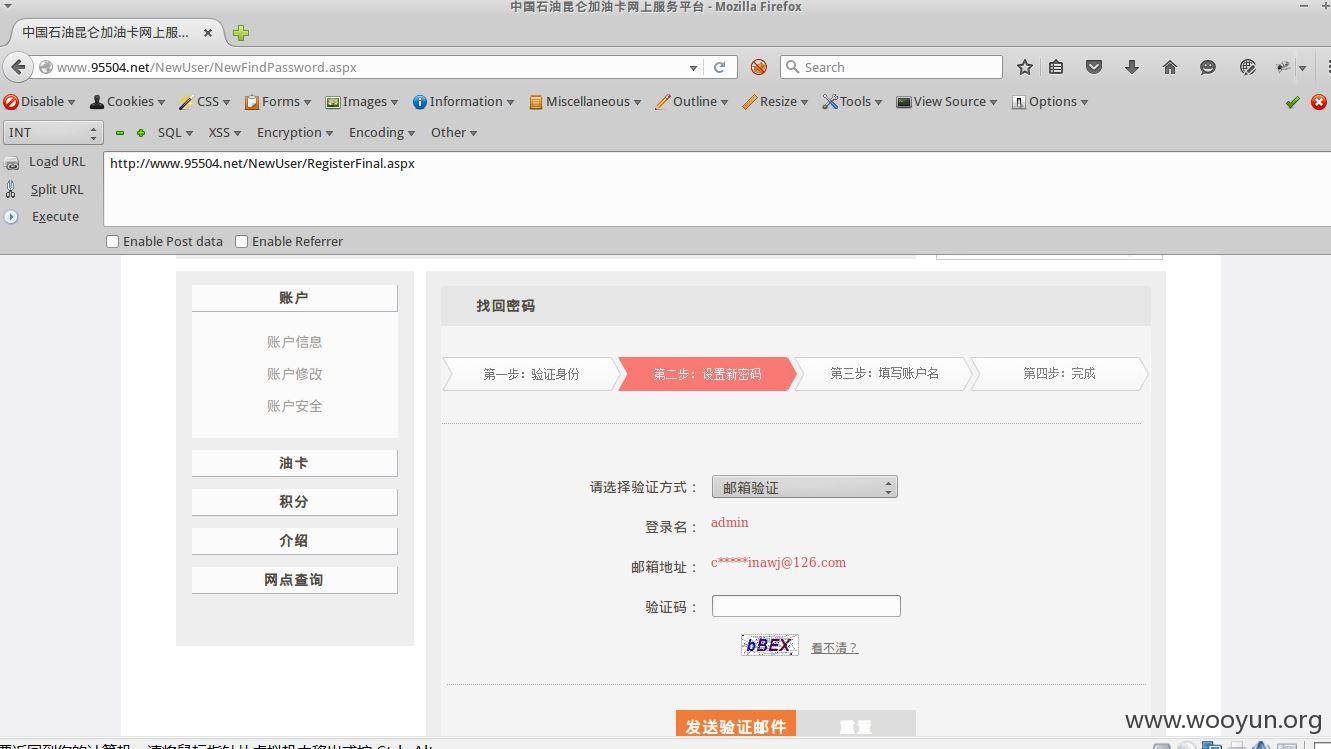 中国石油昆仑加油卡网上服务平台 - Mozilla Firefox
中国石油昆仑加油卡网上服...
www.95504.net/NewUser/NewFindPassword.aspx
Search
Disable Cookies CSS Forms Images Information Miscellaneous Outline Resize Tools View Source Options
INT SQL XSS Encryption Encoding Other
Load URL
http://www.95504.net/NewUser/RegisterFinal.aspx
Split URL
Execute
Enable Post data Enable Referrer
账户
账户信息
账户修改
账户安全
油卡
积分
介绍
网点查询
找回密码
第一步：验证身份 第二步：设置新密码 第三步：填写账户名 第四步：完成
请选择验证方式： 邮箱验证
登录名： admin
邮箱地址： c*****inawj@126.com
验证码：
bBEX 看不清？
发送验证邮件 重置
www.wooyun.org